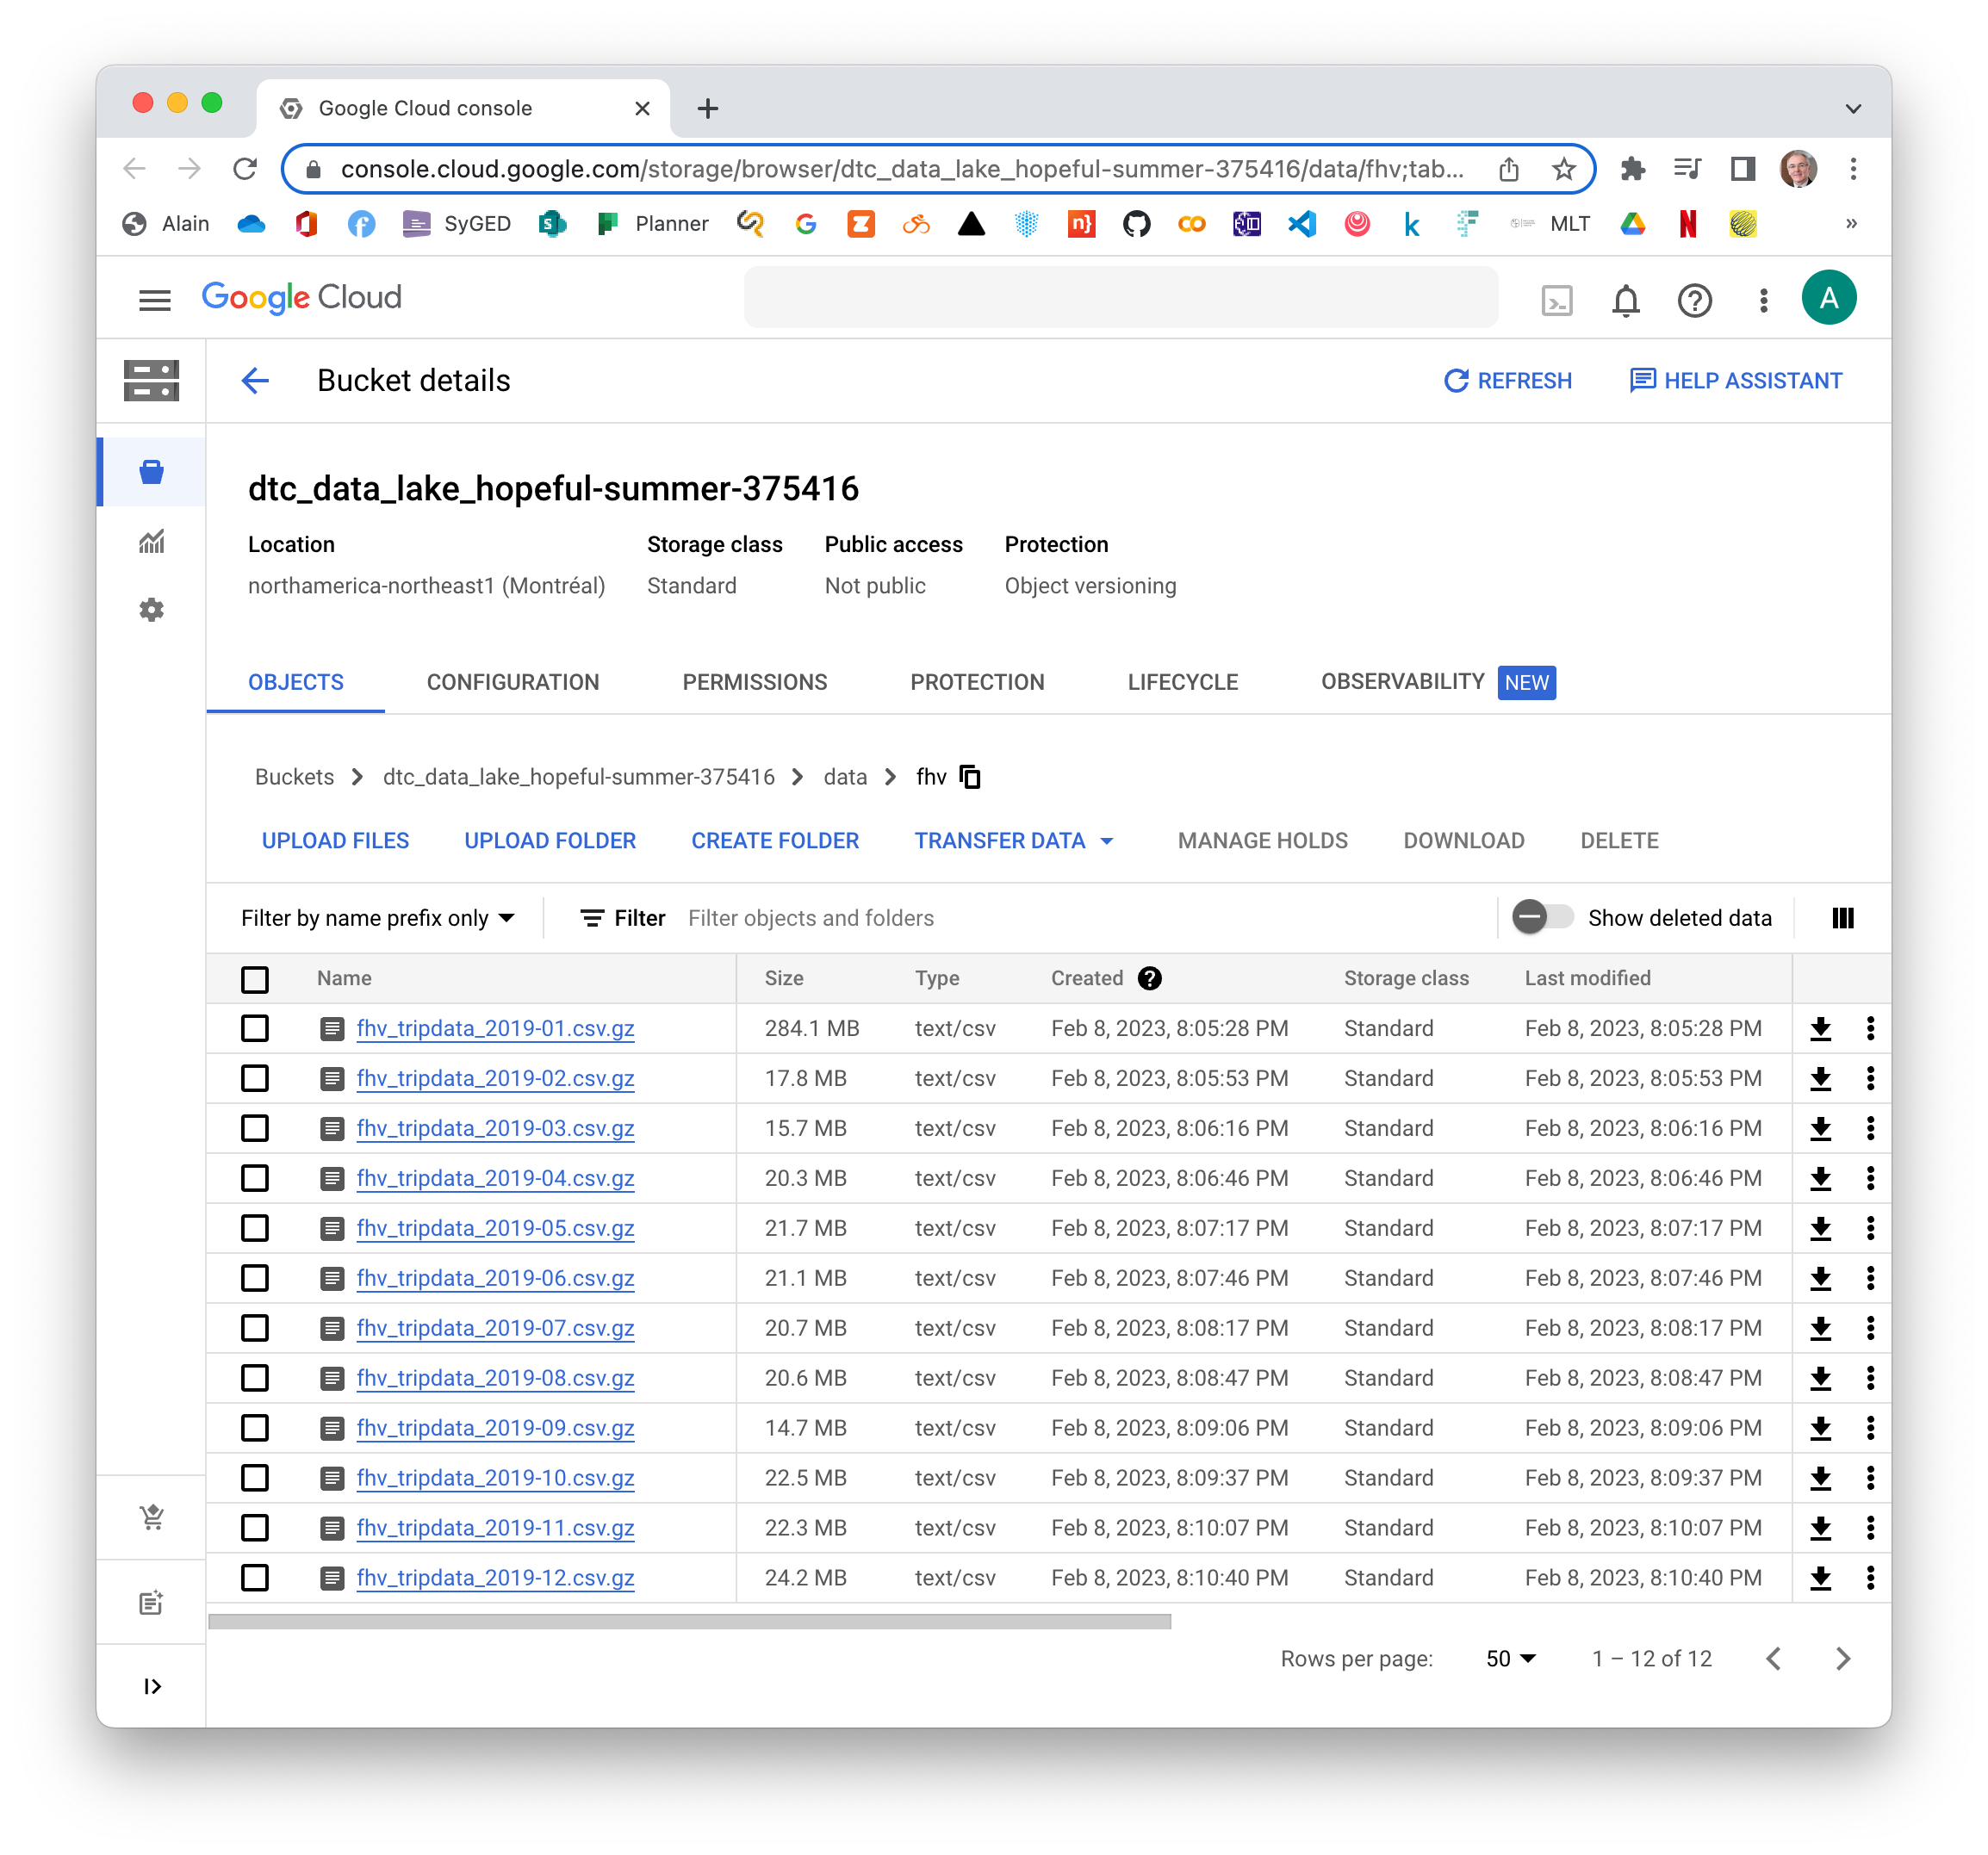 Google Cloud console
console.cloud.google.com/storage/browser/dtc_data_lake_hopeful-summer-375416/data/fhv;tab...
Alain SyGED Planner MLT »
Google Cloud A
Bucket details REFRESH HELP ASSISTANT
dtc_data_lake_hopeful-summer-375416
Location Storage class Public access Protection
northamerica-northeast1 (Montréal) Standard Not public Object versioning
OBJECTS CONFIGURATION PERMISSIONS PROTECTION LIFECYCLE OBSERVABILITY NEW
Buckets dtc_data_lake_hopeful-summer-375416 data fhv
UPLOAD FILES UPLOAD FOLDER CREATE FOLDER TRANSFER DATA MANAGE HOLDS DOWNLOAD DELETE
Filter by name prefix only Filter Filter objects and folders Show deleted data
Name Size Type Created Storage class Last modified
fhv_tripdata_2019-01.csv.gz 284.1 MB text/csv Feb 8, 2023, 8:05:28 PM Standard Feb 8, 2023, 8:05:28 PM
fhv_tripdata_2019-02.csv.gz 17.8 MB text/csv Feb 8, 2023, 8:05:53 PM Standard Feb 8, 2023, 8:05:53 PM
fhv_tripdata_2019-03.csv.gz 15.7 MB text/csv Feb 8, 2023, 8:06:16 PM Standard Feb 8, 2023, 8:06:16 PM
fhv_tripdata_2019-04.csv.gz 20.3 MB text/csv Feb 8, 2023, 8:06:46 PM Standard Feb 8, 2023, 8:06:46 PM
fhv_tripdata_2019-05.csv.gz 21.7 MB text/csv Feb 8, 2023, 8:07:17 PM Standard Feb 8, 2023, 8:07:17 PM
fhv_tripdata_2019-06.csv.gz 21.1 MB text/csv Feb 8, 2023, 8:07:46 PM Standard Feb 8, 2023, 8:07:46 PM
fhv_tripdata_2019-07.csv.gz 20.7 MB text/csv Feb 8, 2023, 8:08:17 PM Standard Feb 8, 2023, 8:08:17 PM
fhv_tripdata_2019-08.csv.gz 20.6 MB text/csv Feb 8, 2023, 8:08:47 PM Standard Feb 8, 2023, 8:08:47 PM
fhv_tripdata_2019-09.csv.gz 14.7 MB text/csv Feb 8, 2023, 8:09:06 PM Standard Feb 8, 2023, 8:09:06 PM
fhv_tripdata_2019-10.csv.gz 22.5 MB text/csv Feb 8, 2023, 8:09:37 PM Standard Feb 8, 2023, 8:09:37 PM
fhv_tripdata_2019-11.csv.gz 22.3 MB text/csv Feb 8, 2023, 8:10:07 PM Standard Feb 8, 2023, 8:10:07 PM
fhv_tripdata_2019-12.csv.gz 24.2 MB text/csv Feb 8, 2023, 8:10:40 PM Standard Feb 8, 2023, 8:10:40 PM
Rows per page: 50 1 – 12 of 12